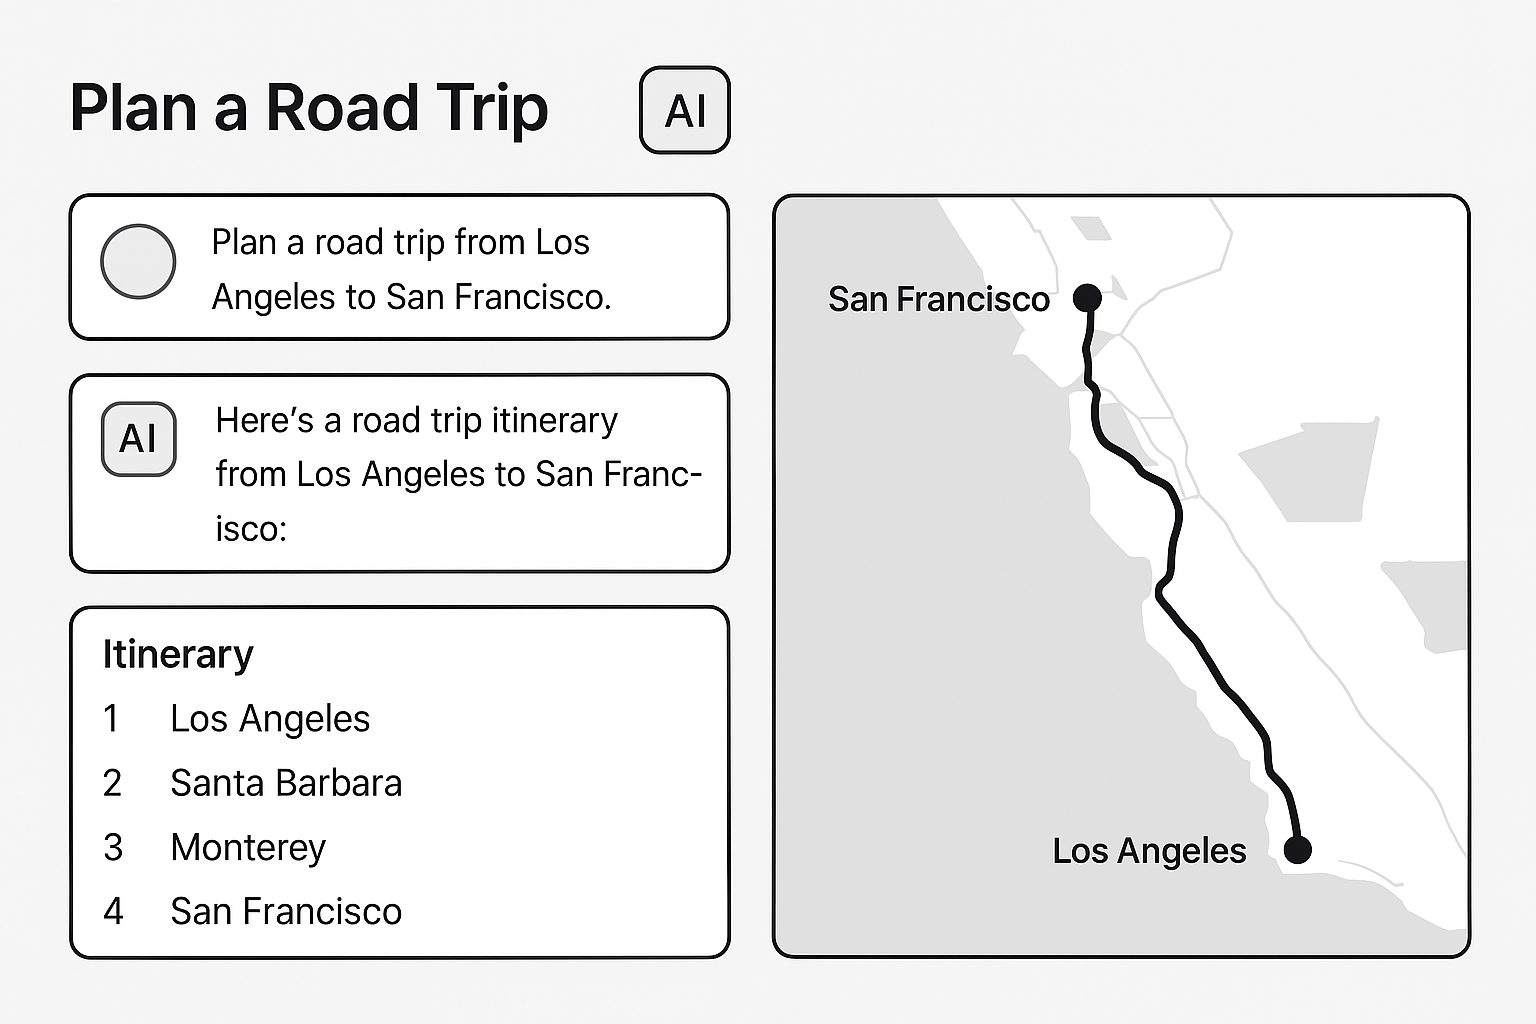 Plan a Road Trip
AI
Plan a road trip from Los
Angeles to San Francisco.
AI
Here’s a road trip itinerary
from Los Angeles to San Franc-
isco:
Itinerary
1 Los Angeles
2 Santa Barbara
3 Monterey
4 San Francisco
San Francisco
Los Angeles